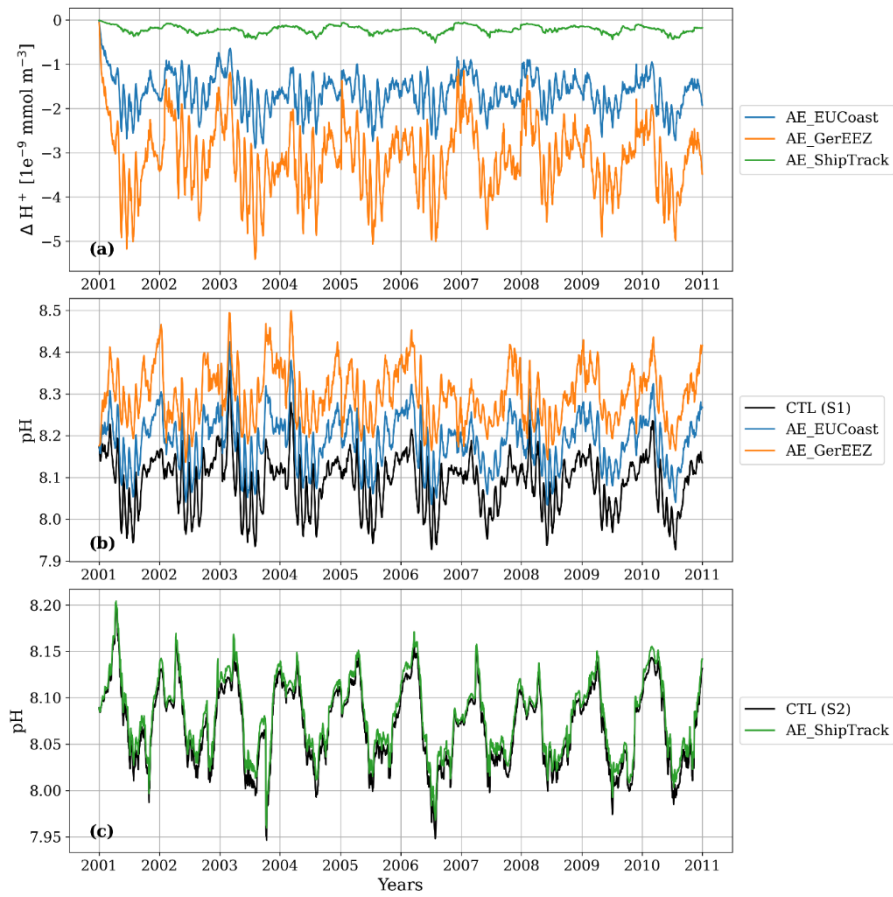 0
−1
−2
−3
−4
−5
Δ H⁺ [1e⁻⁹ mmol m⁻³]
(a)
2001 2002 2003 2004 2005 2006 2007 2008 2009 2010 2011
AE_EUCoast
AE_GerEEZ
AE_ShipTrack
8.5
8.4
8.3
8.2
8.1
8.0
7.9
pH
(b)
2001 2002 2003 2004 2005 2006 2007 2008 2009 2010 2011
CTL (S1)
AE_EUCoast
AE_GerEEZ
8.20
8.15
8.10
8.05
8.00
7.95
pH
(c)
2001 2002 2003 2004 2005 2006 2007 2008 2009 2010 2011
Years
CTL (S2)
AE_ShipTrack